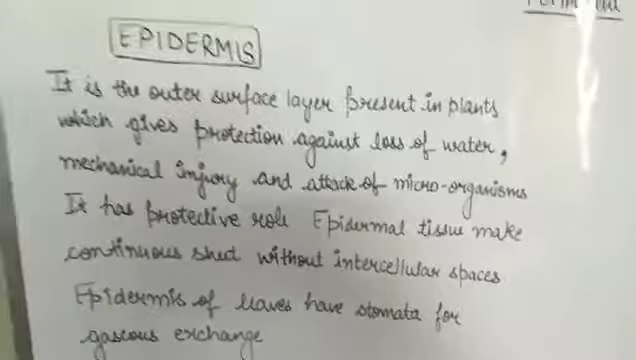 EPIDERMIS
It is the outer surface layer present in plants
which gives protection against loss of water,
mechanical injury and attack of micro-organisms
It has protective role Epidermal tissue make
continuous sheet without intercellular spaces
Epidermis of leaves have stomata for
gaseous exchange